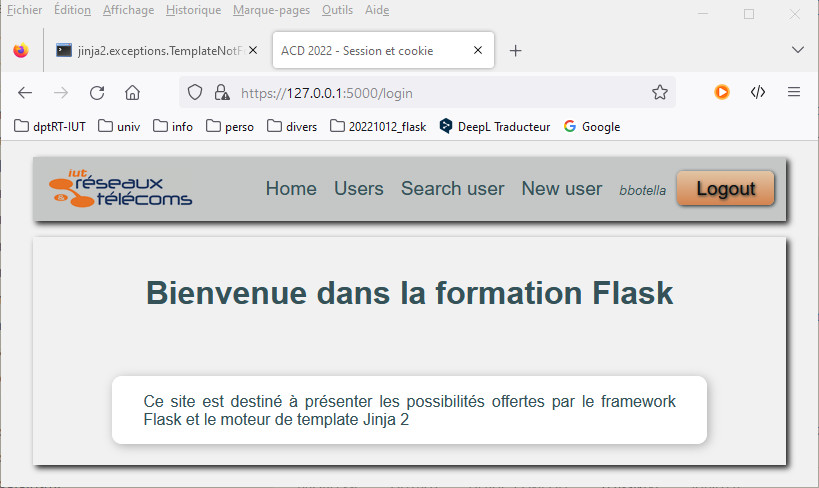 Fichier Édition Affichage Historique Marque-pages Outils Aide
jinja2.exceptions.TemplateNotF
ACD 2022 - Session et cookie
https://127.0.0.1:5000/login
dptRT-IUT univ info perso divers 20221012_flask DeepL Traducteur Google
iut
réseaux
& télécoms
Home Users Search user New user bbotella Logout
Bienvenue dans la formation Flask
Ce site est destiné à présenter les possibilités offertes par le framework
Flask et le moteur de template Jinja 2